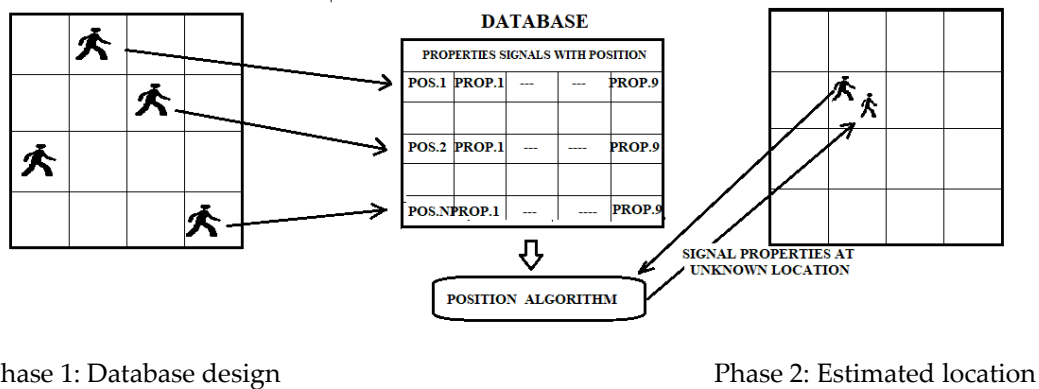 DATABASE
PROPERTIES SIGNALS WITH POSITION
POS.1 PROP.1 --- --- PROP.9
POS.2 PROP.1 --- ---- PROP.9
POS.N PROP.1 --- ---- PROP.9
SIGNAL PROPERTIES AT
UNKNOWN LOCATION
POSITION ALGORITHM
hase 1: Database design
Phase 2: Estimated location